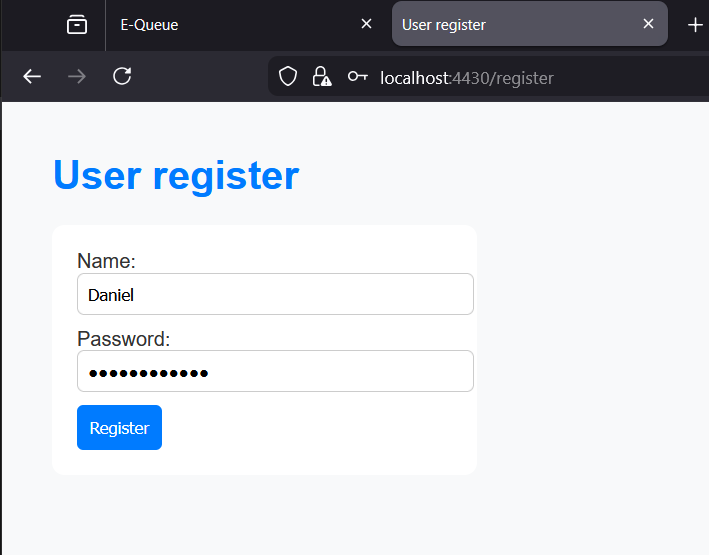 E-Queue
User register
localhost:4430/register
User register
Name:
Daniel
Password:
••••••••••••
Register